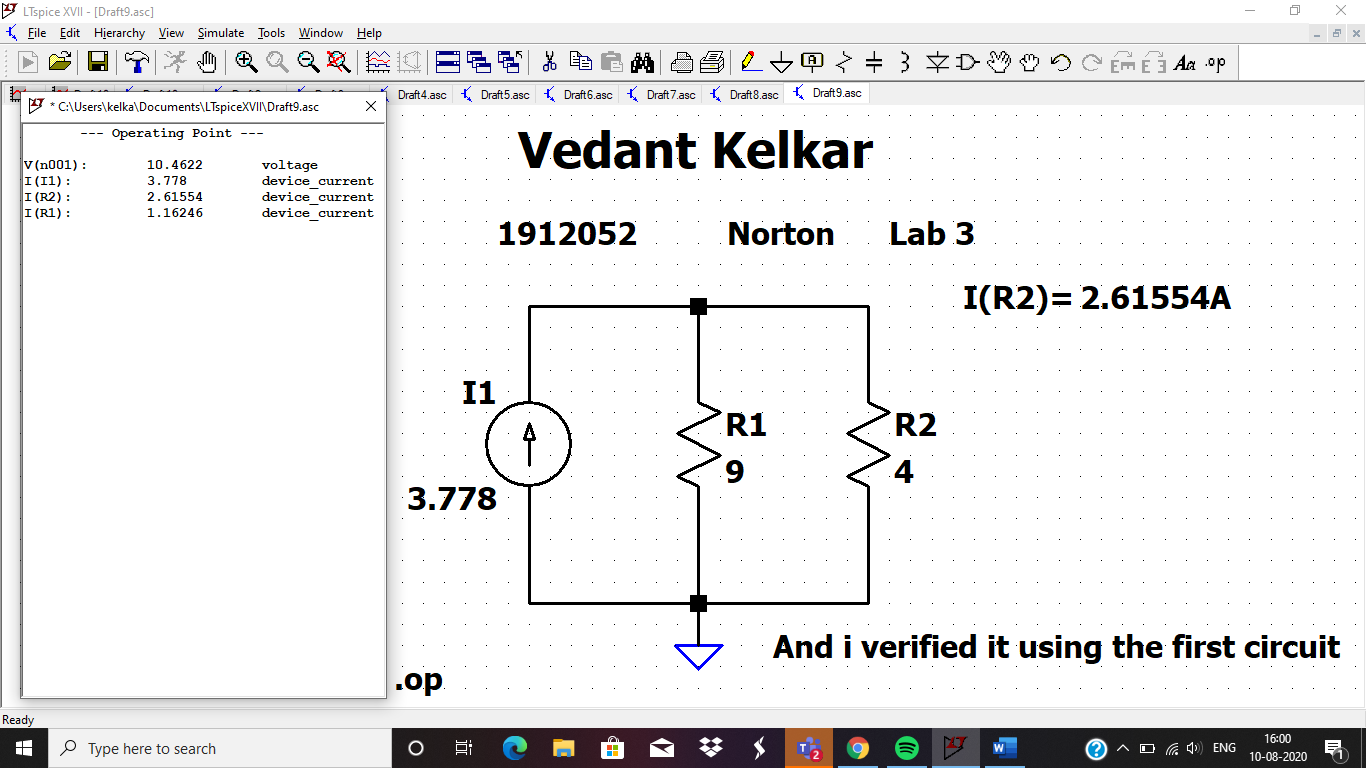 LTspice XVII - [Draft9.asc]
File Edit Hierarchy View Simulate Tools Window Help
Draft4.asc Draft5.asc Draft6.asc Draft7.asc Draft8.asc Draft9.asc
* C:\Users\kelka\Documents\LTspiceXVII\Draft9.asc
--- Operating Point ---
V(n001): 10.4622 voltage
I(I1): 3.778 device_current
I(R2): 2.61554 device_current
I(R1): 1.16246 device_current
Vedant Kelkar
1912052 Norton Lab 3
I(R2)= 2.61554A
I1
3.778
R1
9
R2
4
And i verified it using the first circuit
.op
Ready
Type here to search
ENG
16:00
10-08-2020